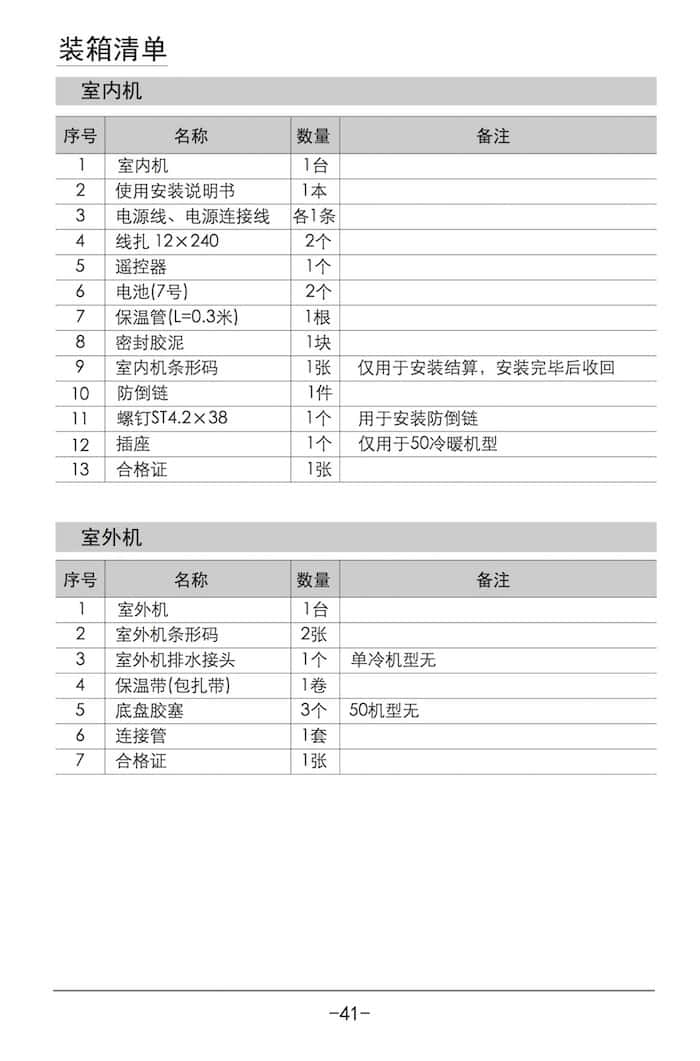 装箱清单
室内机
序号 名称 数量 备注
1 室内机 1台
2 使用安装说明书 1本
3 电源线、电源连接线 各1条
4 线扎 12×240 2个
5 遥控器 1个
6 电池(7号) 2个
7 保温管(L=0.3米) 1根
8 密封胶泥 1块
9 室内机条形码 1张 仅用于安装结算，安装完毕后收回
10 防倒链 1件
11 螺钉ST4.2×38 1个 用于安装防倒链
12 插座 1个 仅用于50冷暖机型
13 合格证 1张
室外机
序号 名称 数量 备注
1 室外机 1台
2 室外机条形码 2张
3 室外机排水接头 1个 单冷机型无
4 保温带(包扎带) 1卷
5 底盘胶塞 3个 50机型无
6 连接管 1套
7 合格证 1张
-41-